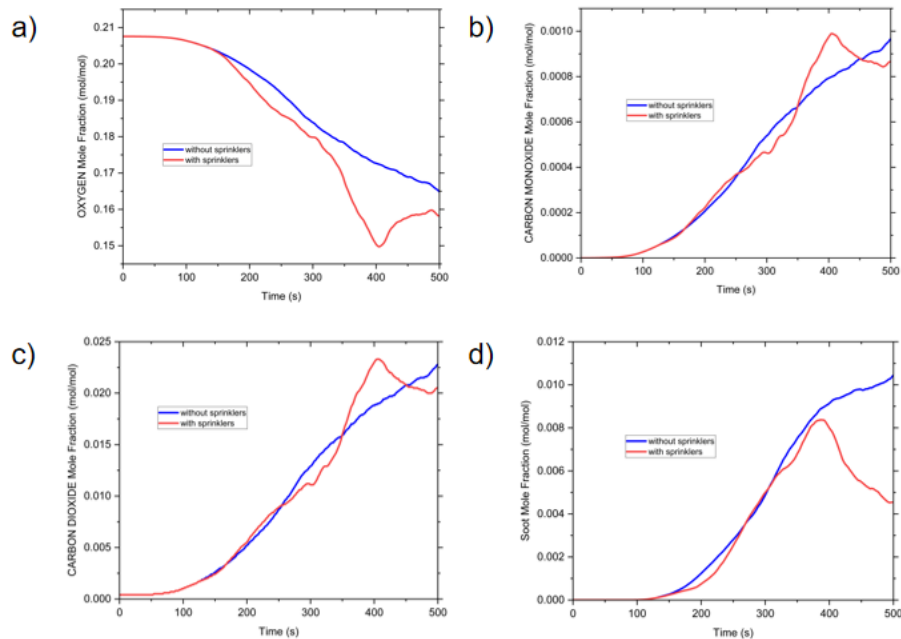 a)
OXYGEN Mole Fraction (mol/mol)
0.21
0.20
0.19
0.18
0.17
0.16
0.15
without sprinklers
with sprinklers
0
100
200
300
400
500
Time (s)
b)
CARBON MONOXIDE Mole Fraction (mol/mol)
0.0010
0.0008
0.0006
0.0004
0.0002
0.0000
without sprinklers
with sprinklers
0
100
200
300
400
500
Time (s)
c)
CARBON DIOXIDE Mole Fraction (mol/mol)
0.025
0.020
0.015
0.010
0.005
0.000
without sprinklers
with sprinklers
0
100
200
300
400
500
Time (s)
d)
Soot Mole Fraction (mol/mol)
0.012
0.010
0.008
0.006
0.004
0.002
0.000
without sprinklers
with sprinklers
0
100
200
300
400
500
Time (s)